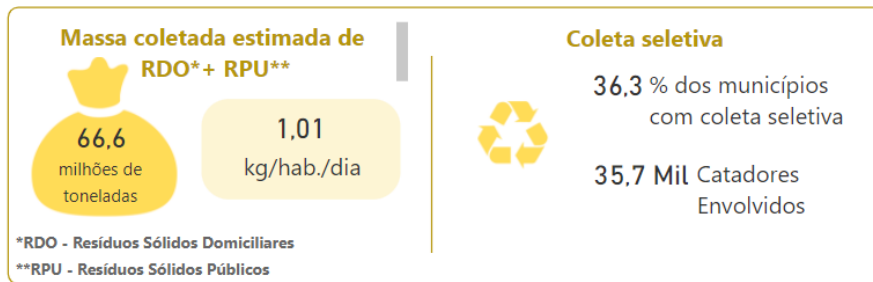 Massa coletada estimada de
RDO*+ RPU**
66,6
milhões de
toneladas
1,01
kg/hab./dia
*RDO - Resíduos Sólidos Domiciliares
**RPU - Resíduos Sólidos Públicos
Coleta seletiva
36,3 % dos municípios
com coleta seletiva
35,7 Mil Catadores
Envolvidos